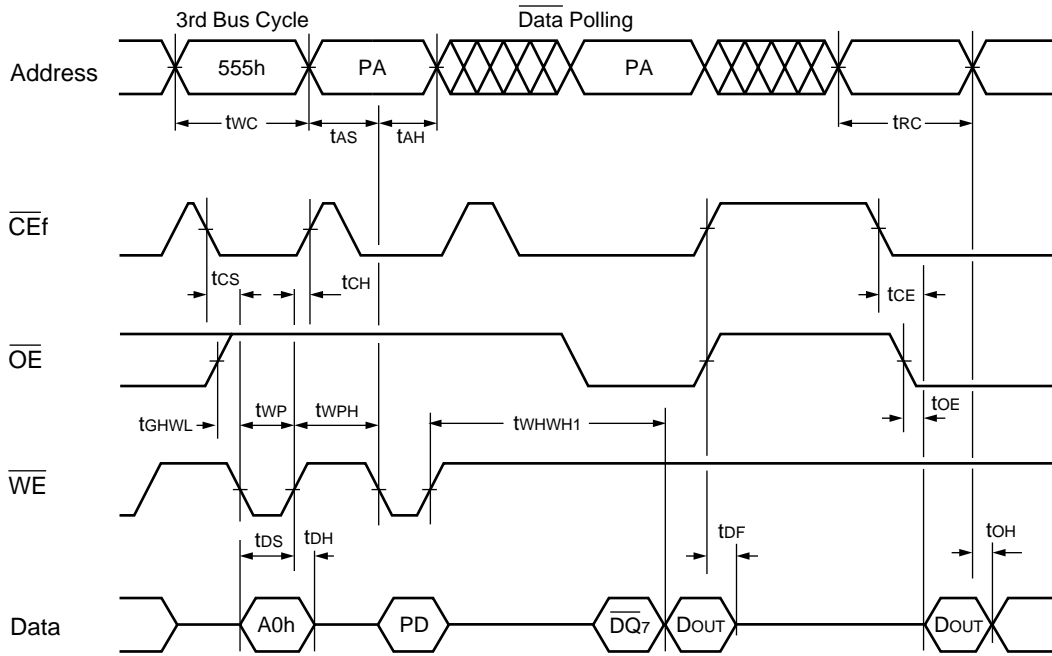 3rd Bus Cycle Data Polling
Address 555h PA PA
tWC tAS tAH tRC
CEf
tCS tCH tCE
OE
tGHWL tWP tWPH tWHWH1 tOE
WE
tDS tDH tDF tOH
Data A0h PD DQ7 DOUT DOUT